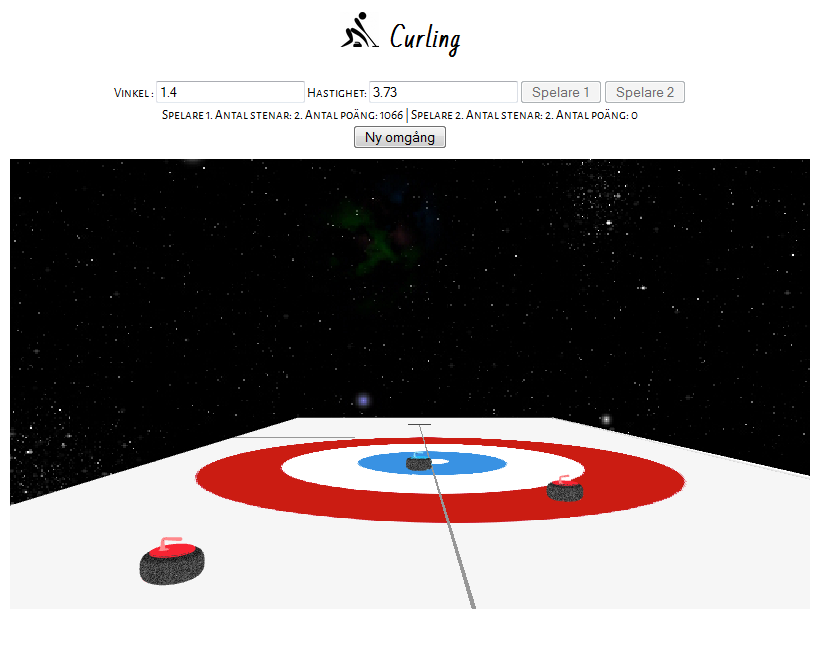 Curling
Vinkel: 1.4 Hastighet: 3.73 Spelare 1 Spelare 2
Spelare 1. Antal stenar: 2. Antal poäng: 1066 | Spelare 2. Antal stenar: 2. Antal poäng: 0
Ny omgång